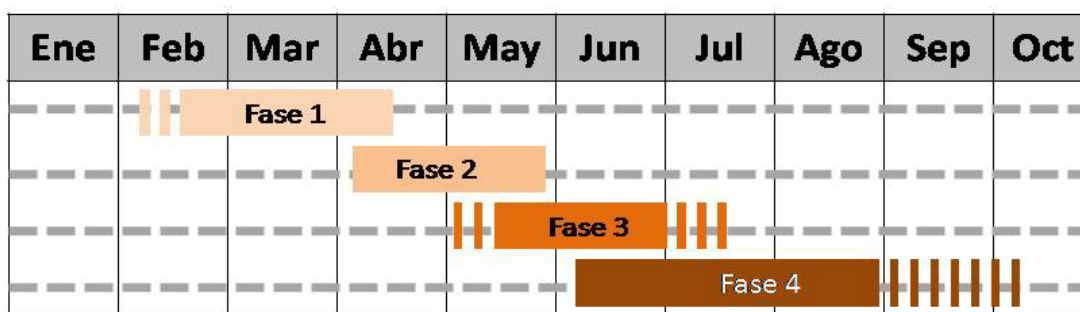 Ene Feb Mar Abr May Jun Jul Ago Sep Oct
Fase 1
Fase 2
Fase 3
Fase 4